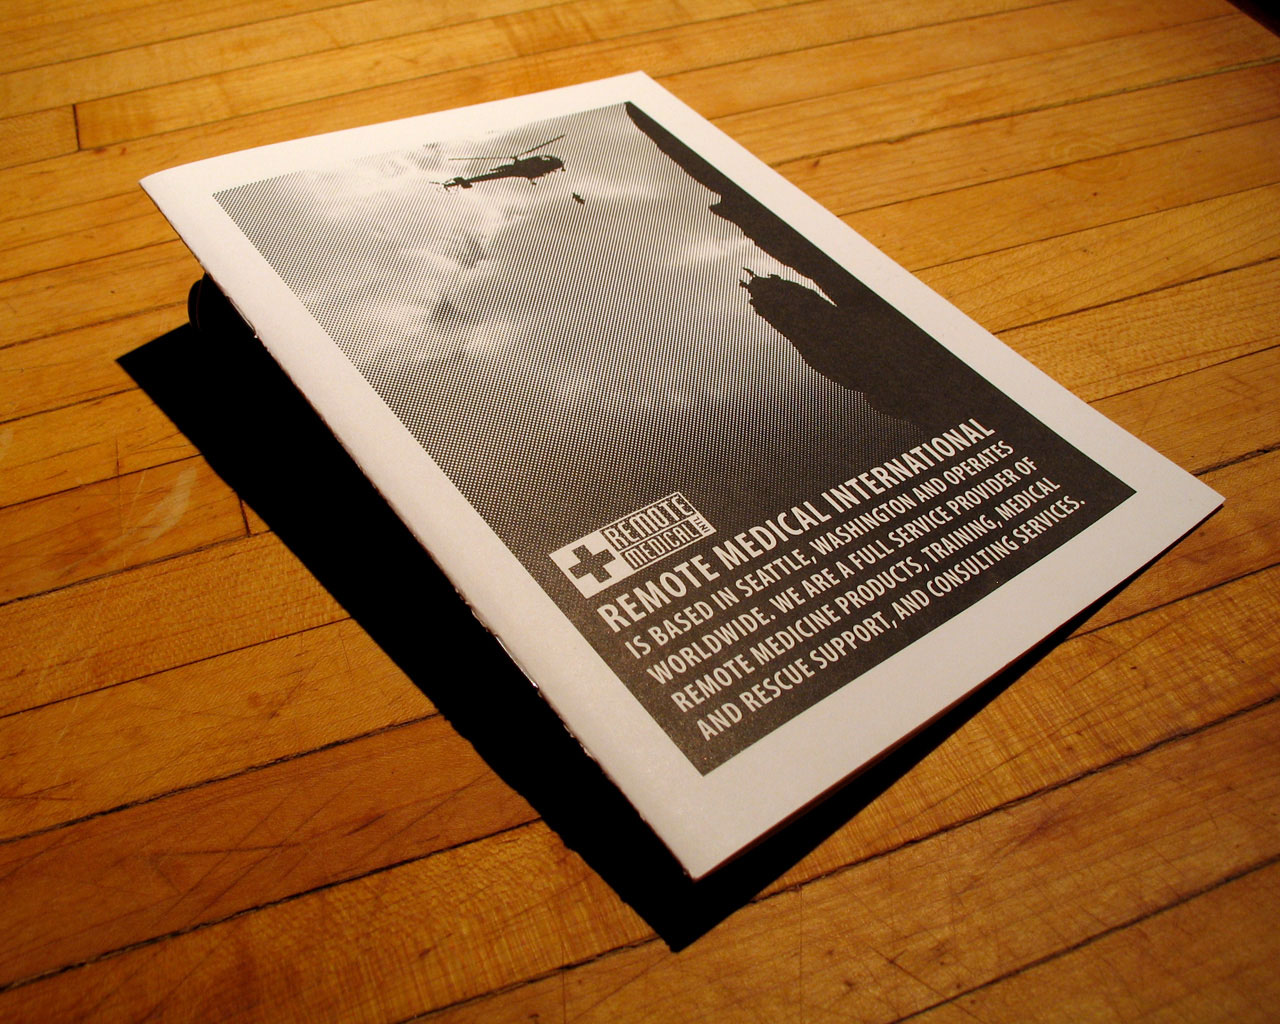 REMOTE
MEDICAL INT'L
REMOTE MEDICAL INTERNATIONAL
IS BASED IN SEATTLE, WASHINGTON AND OPERATES
WORLDWIDE. WE ARE A FULL SERVICE PROVIDER OF
REMOTE MEDICINE PRODUCTS, TRAINING, MEDICAL
AND RESCUE SUPPORT, AND CONSULTING SERVICES.